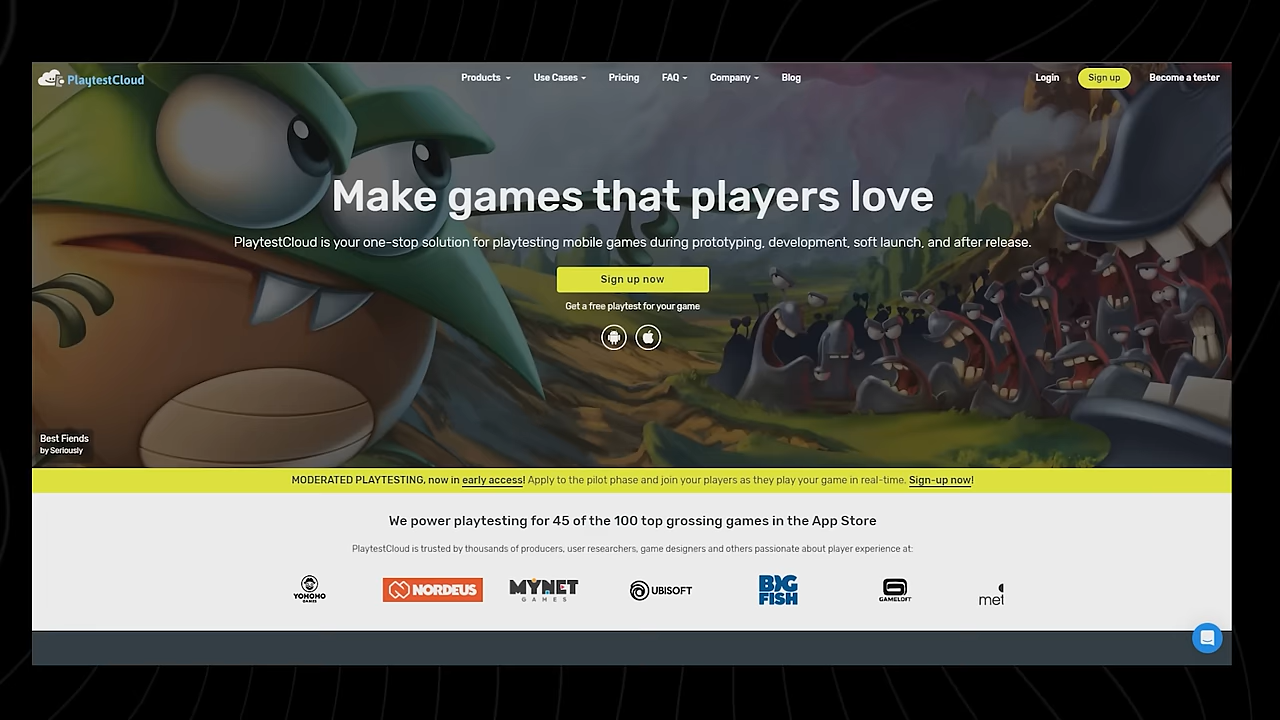 PlaytestCloud
Products
Use Cases
Pricing
FAQ
Company
Blog
Login
Sign up
Become a tester
Make games that players love
PlaytestCloud is your one-stop solution for playtesting mobile games during prototyping, development, soft launch, and after release.
Sign up now
Get a free playtest for your game
Best Fiends
by Seriously
MODERATED PLAYTESTING, now in early access! Apply to the pilot phase and join your players as they play your game in real-time. Sign-up now!
We power playtesting for 45 of the 100 top grossing games in the App Store
PlaytestCloud is trusted by thousands of producers, user researchers, game designers and others passionate about player experience at:
YOHOHO
GAMES
NORDEUS
MYNET
GAMES
UBISOFT
BIG
FISH
GAMELOFT
met